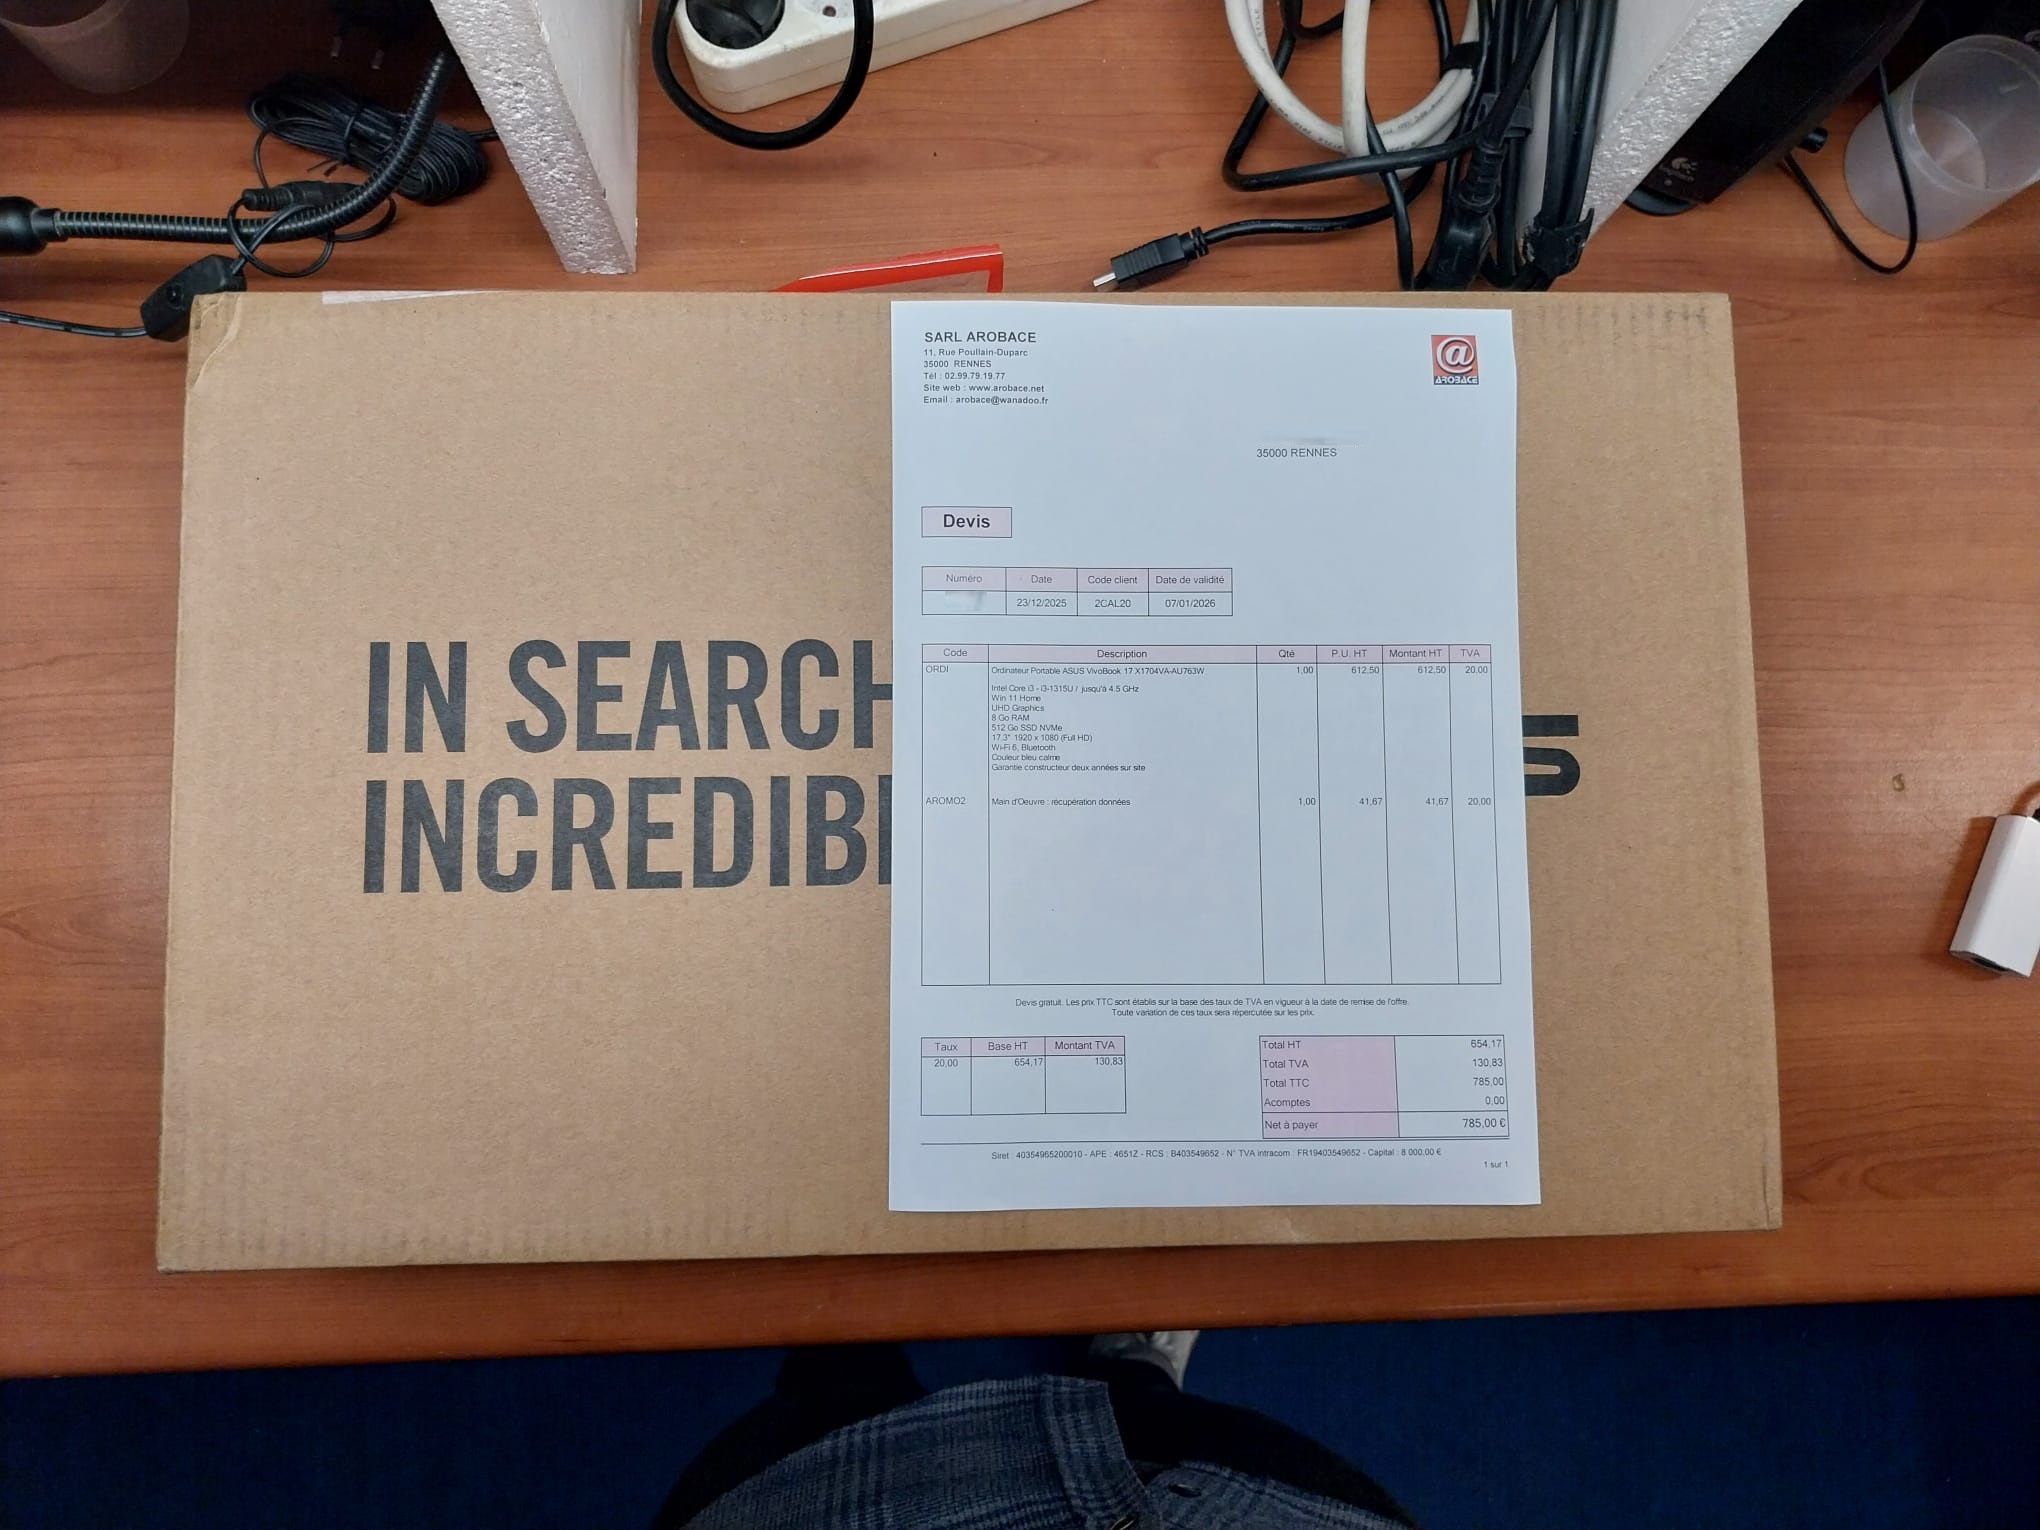 SARL AROBACE
11, Rue Poullain-Duparc
35000 RENNES
Tél : 02.99.79.19.77
Site web : www.arobace.net
Email : arobace@wanadoo.fr
@
AROBACE
35000 RENNES
Devis
Numéro Date Code client Date de validité
23/12/2025 2CAL20 07/01/2026
Code Description Qté P.U. HT Montant HT TVA
ORDI Ordinateur Portable ASUS VivoBook 17 X1704VA-AU763W 1,00 612,50 612,50 20,00
Intel Core i3 - i3-1315U / jusqu'à 4.5 GHz
Win 11 Home
UHD Graphics
8 Go RAM
512 Go SSD NVMe
17.3" 1920 x 1080 (Full HD)
Wi-Fi 6, Bluetooth
Couleur bleu calme
Garantie constructeur deux années sur site
AROMO2 Main d'Oeuvre : récupération données 1,00 41,67 41,67 20,00
Devis gratuit. Les prix TTC sont établis sur la base des taux de TVA en vigueur à la date de remise de l'offre.
Toute variation de ces taux sera répercutée sur les prix.
Taux Base HT Montant TVA
20,00 654,17 130,83
Total HT 654,17
Total TVA 130,83
Total TTC 785,00
Acomptes 0,00
Net à payer 785,00 €
Siret : 40354965200010 - APE : 4651Z - RCS : B403549652 - N° TVA intracom : FR19403549652 - Capital : 8 000,00 €
1 sur 1
IN SEARCH
INCREDIB